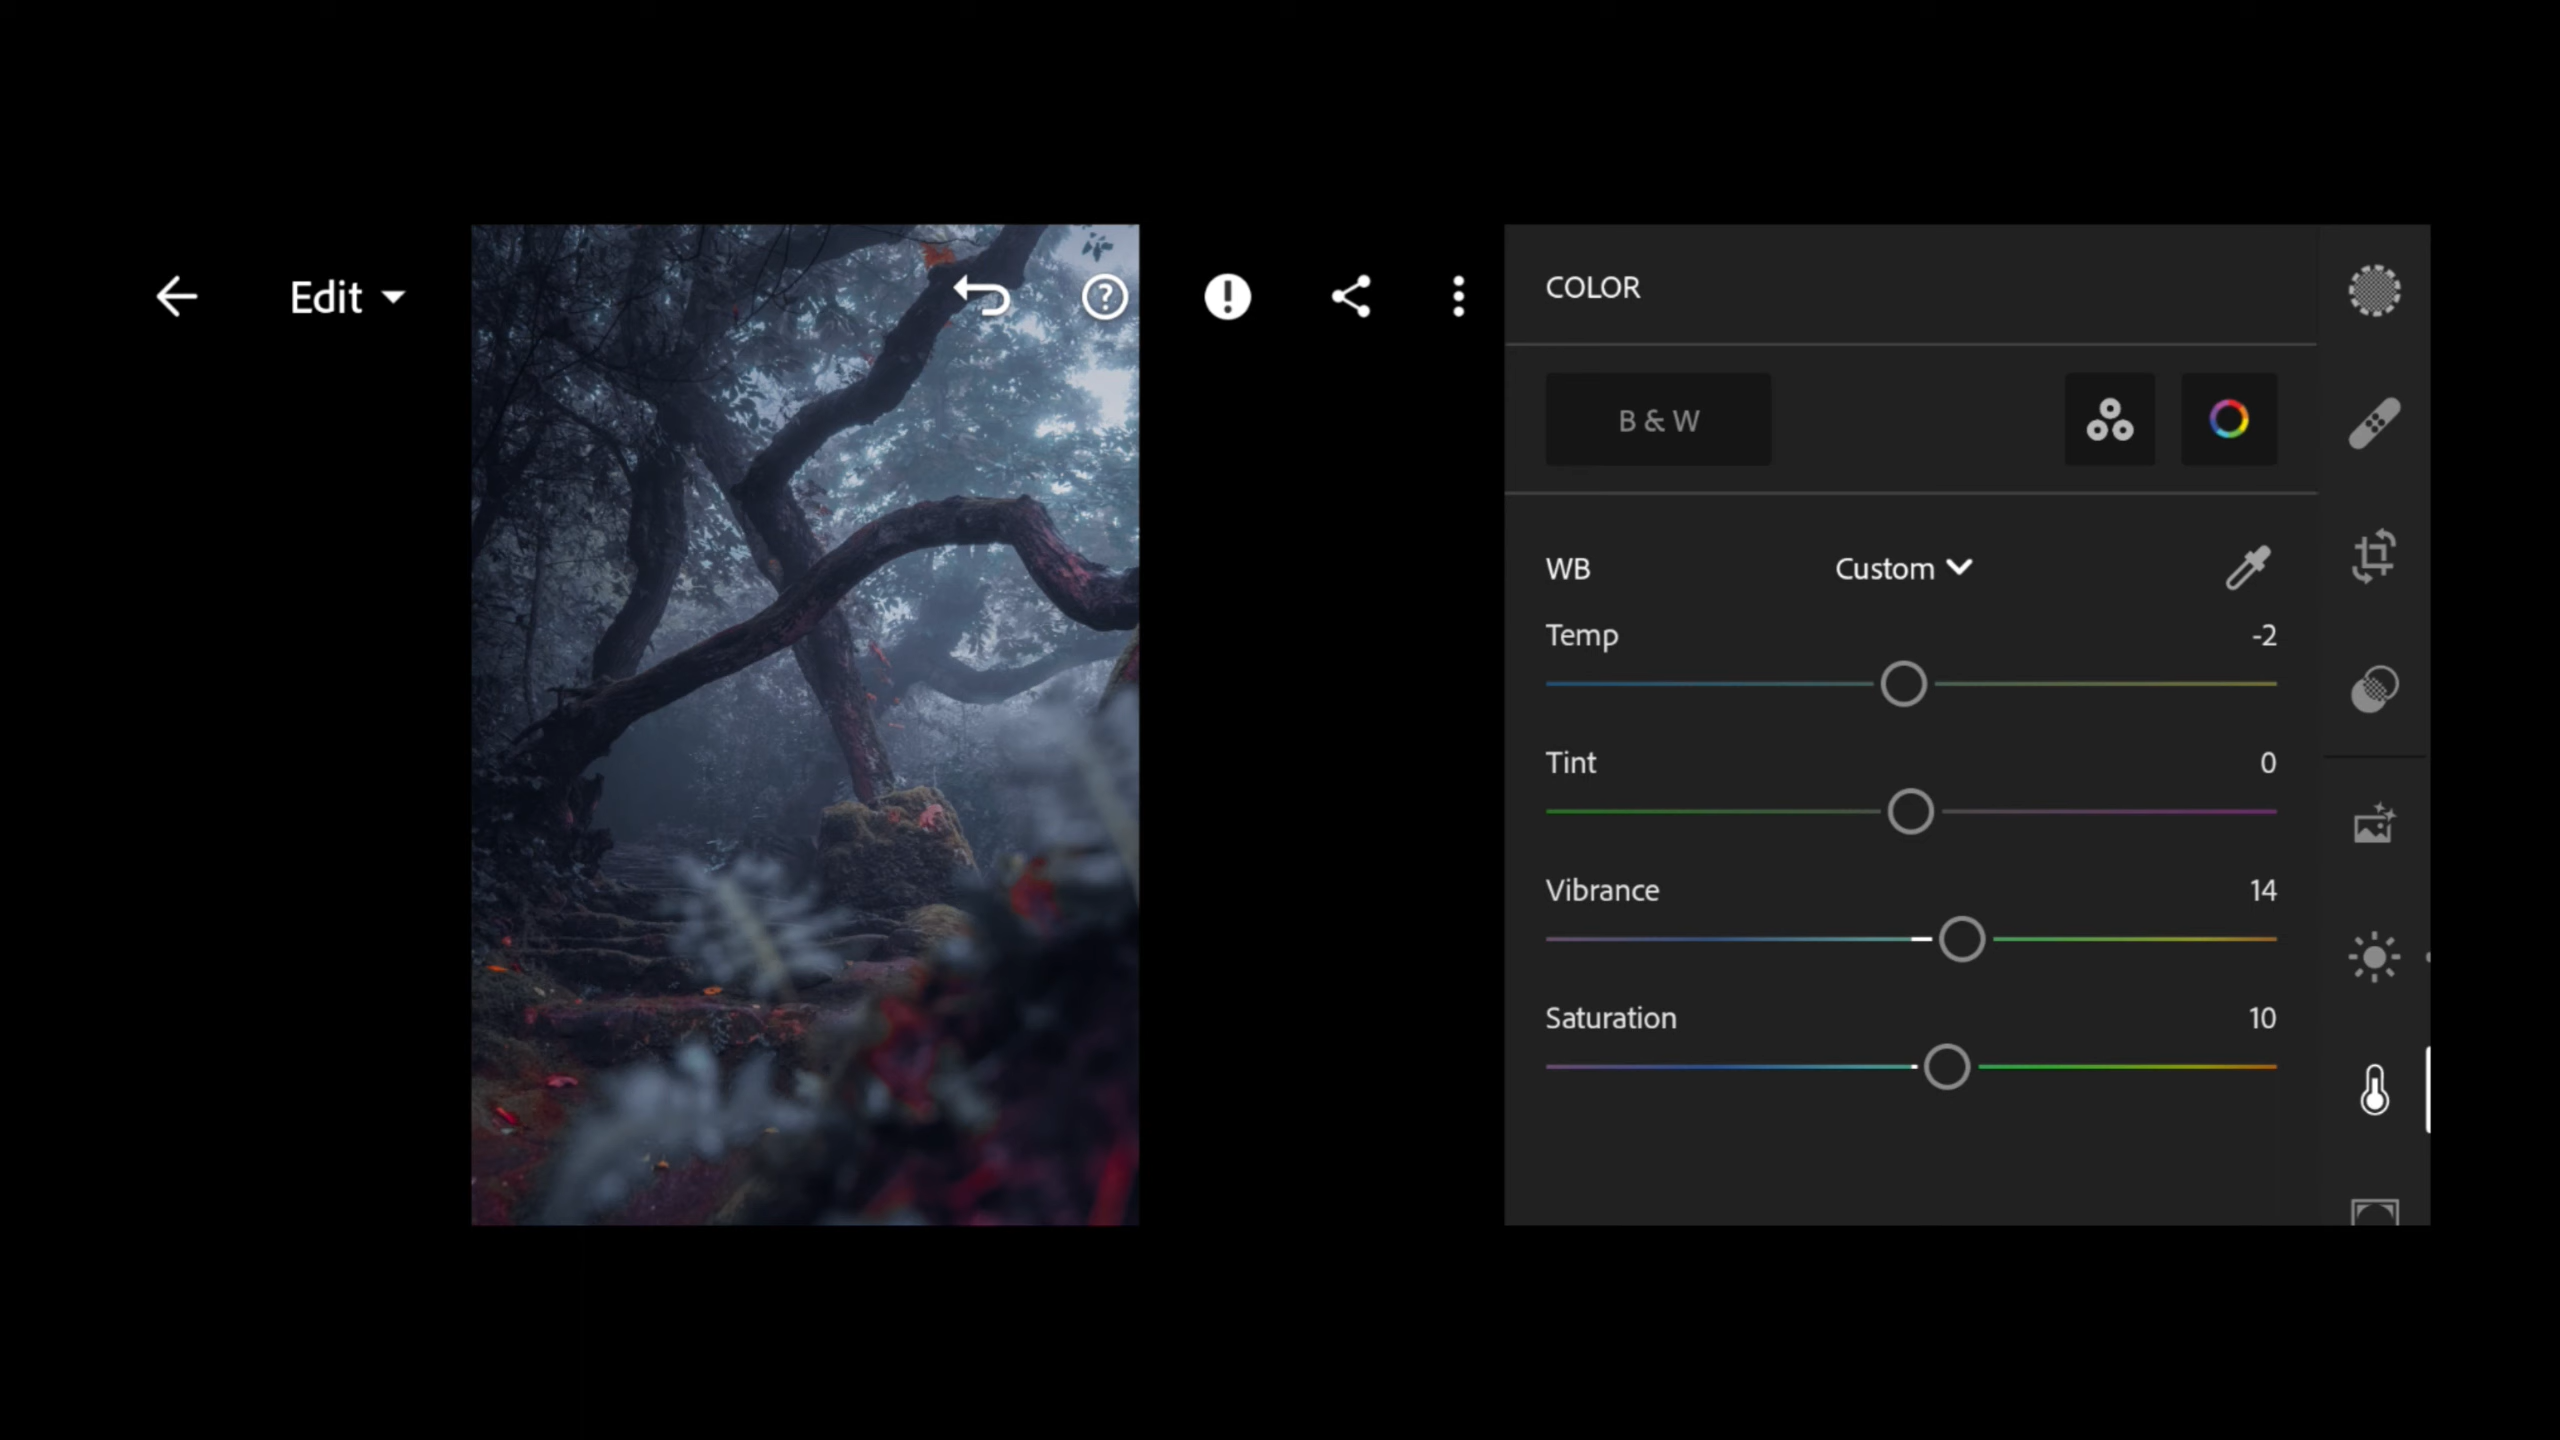 Edit
COLOR
B & W
WB Custom
Temp -2
Tint 0
Vibrance 14
Saturation 10